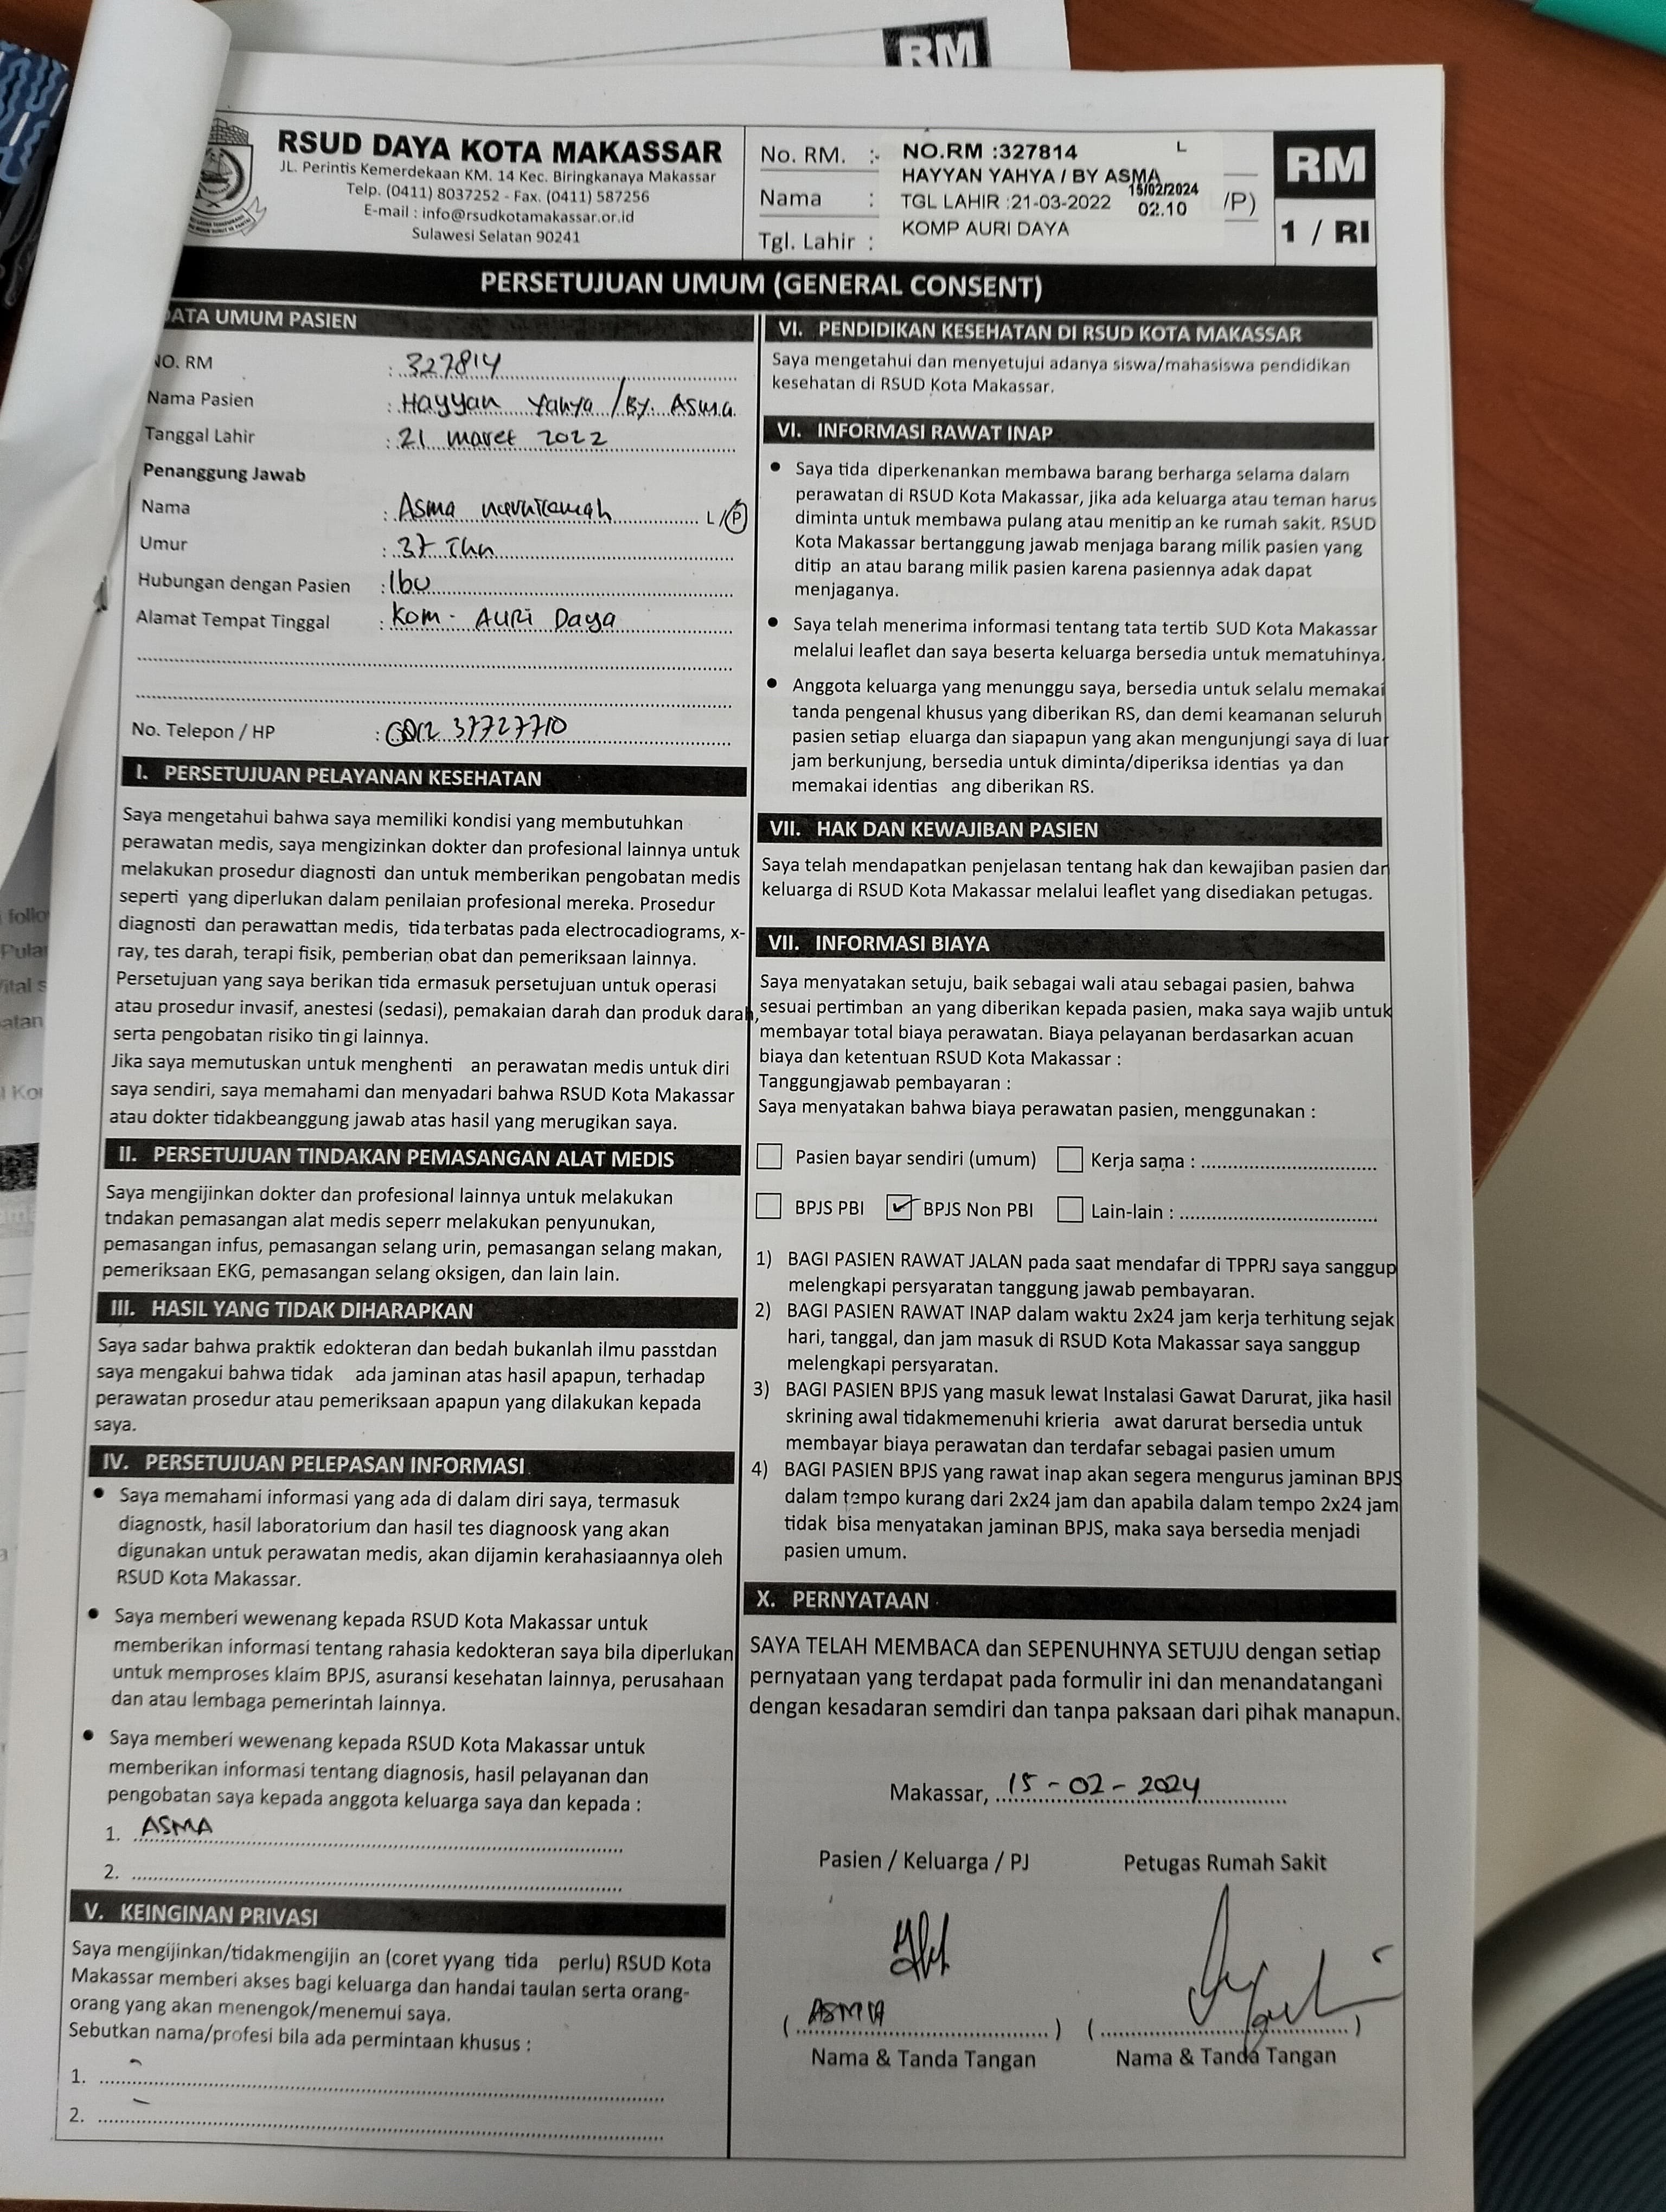 RM
RSUD DAYA KOTA MAKASSAR
JL. Perintis Kemerdekaan KM. 14 Kec. Biringkanaya Makassar
Telp. (0411) 8037252 - Fax. (0411) 587256
E-mail : info@rsudkotamakassar.or.id
Sulawesi Selatan 90241
No. RM. :- NO.RM :327814 L
HAYYAN YAHYA / BY ASMA
Nama : TGL LAHIR :21-03-2022 15/02/2024 02.10 /P)
Tgl. Lahir : KOMP AURI DAYA
RM
1 / RI
PERSETUJUAN UMUM (GENERAL CONSENT)
ATA UMUM PASIEN
NO. RM : 327814
Nama Pasien : Hayyan Yahya / By. Asma
Tanggal Lahir : 21 maret 2022
Penanggung Jawab
Nama : Asma L/P
Umur : 37 Thn
Hubungan dengan Pasien : Ibu
Alamat Tempat Tinggal : Kom - AURI Daya
No. Telepon / HP : 37727710
I. PERSETUJUAN PELAYANAN KESEHATAN
Saya mengetahui bahwa saya memiliki kondisi yang membutuhkan
perawatan medis, saya mengizinkan dokter dan profesional lainnya untuk
melakukan prosedur diagnosti dan untuk memberikan pengobatan medis
seperti yang diperlukan dalam penilaian profesional mereka. Prosedur
diagnosti dan perawattan medis, tida terbatas pada electrocadiograms, x-
ray, tes darah, terapi fisik, pemberian obat dan pemeriksaan lainnya.
Persetujuan yang saya berikan tida ermasuk persetujuan untuk operasi
atau prosedur invasif, anestesi (sedasi), pemakaian darah dan produk darah,
serta pengobatan risiko tin gi lainnya.
Jika saya memutuskan untuk menghenti an perawatan medis untuk diri
saya sendiri, saya memahami dan menyadari bahwa RSUD Kota Makassar
atau dokter tidakbeanggung jawab atas hasil yang merugikan saya.
II. PERSETUJUAN TINDAKAN PEMASANGAN ALAT MEDIS
Saya mengijinkan dokter dan profesional lainnya untuk melakukan
tndakan pemasangan alat medis seperr melakukan penyunukan,
pemasangan infus, pemasangan selang urin, pemasangan selang makan,
pemeriksaan EKG, pemasangan selang oksigen, dan lain lain.
III. HASIL YANG TIDAK DIHARAPKAN
Saya sadar bahwa praktik edokteran dan bedah bukanlah ilmu passtdan
saya mengakui bahwa tidak ada jaminan atas hasil apapun, terhadap
perawatan prosedur atau pemeriksaan apapun yang dilakukan kepada
saya.
IV. PERSETUJUAN PELEPASAN INFORMASI
• Saya memahami informasi yang ada di dalam diri saya, termasuk
diagnostk, hasil laboratorium dan hasil tes diagnoosk yang akan
digunakan untuk perawatan medis, akan dijamin kerahasiaannya oleh
RSUD Kota Makassar.
• Saya memberi wewenang kepada RSUD Kota Makassar untuk
memberikan informasi tentang rahasia kedokteran saya bila diperlukan
untuk memproses klaim BPJS, asuransi kesehatan lainnya, perusahaan
dan atau lembaga pemerintah lainnya.
• Saya memberi wewenang kepada RSUD Kota Makassar untuk
memberikan informasi tentang diagnosis, hasil pelayanan dan
pengobatan saya kepada anggota keluarga saya dan kepada :
1. ASMA
2.
V. KEINGINAN PRIVASI
Saya mengijinkan/tidakmengijin an (coret yyang tida perlu) RSUD Kota
Makassar memberi akses bagi keluarga dan handai taulan serta orang-
orang yang akan menengok/menemui saya.
Sebutkan nama/profesi bila ada permintaan khusus :
1. -
2. -
VI. PENDIDIKAN KESEHATAN DI RSUD KOTA MAKASSAR
Saya mengetahui dan menyetujui adanya siswa/mahasiswa pendidikan
kesehatan di RSUD Kota Makassar.
VI. INFORMASI RAWAT INAP
• Saya tida diperkenankan membawa barang berharga selama dalam
perawatan di RSUD Kota Makassar, jika ada keluarga atau teman harus
diminta untuk membawa pulang atau menitip an ke rumah sakit. RSUD
Kota Makassar bertanggung jawab menjaga barang milik pasien yang
ditip an atau barang milik pasien karena pasiennya adak dapat
menjaganya.
• Saya telah menerima informasi tentang tata tertib SUD Kota Makassar
melalui leaflet dan saya beserta keluarga bersedia untuk mematuhinya.
• Anggota keluarga yang menunggu saya, bersedia untuk selalu memakai
tanda pengenal khusus yang diberikan RS, dan demi keamanan seluruh
pasien setiap eluarga dan siapapun yang akan mengunjungi saya di luar
jam berkunjung, bersedia untuk diminta/diperiksa identias ya dan
memakai identias ang diberikan RS.
VII. HAK DAN KEWAJIBAN PASIEN
Saya telah mendapatkan penjelasan tentang hak dan kewajiban pasien dan
keluarga di RSUD Kota Makassar melalui leaflet yang disediakan petugas.
VII. INFORMASI BIAYA
Saya menyatakan setuju, baik sebagai wali atau sebagai pasien, bahwa
sesuai pertimban an yang diberikan kepada pasien, maka saya wajib untuk
membayar total biaya perawatan. Biaya pelayanan berdasarkan acuan
biaya dan ketentuan RSUD Kota Makassar :
Tanggungjawab pembayaran :
Saya menyatakan bahwa biaya perawatan pasien, menggunakan :
Pasien bayar sendiri (umum) Kerja sama :
BPJS PBI ✓ BPJS Non PBI Lain-lain :
1) BAGI PASIEN RAWAT JALAN pada saat mendafar di TPPRJ saya sanggup
melengkapi persyaratan tanggung jawab pembayaran.
2) BAGI PASIEN RAWAT INAP dalam waktu 2x24 jam kerja terhitung sejak
hari, tanggal, dan jam masuk di RSUD Kota Makassar saya sanggup
melengkapi persyaratan.
3) BAGI PASIEN BPJS yang masuk lewat Instalasi Gawat Darurat, jika hasil
skrining awal tidakmemenuhi krieria awat darurat bersedia untuk
membayar biaya perawatan dan terdafar sebagai pasien umum
4) BAGI PASIEN BPJS yang rawat inap akan segera mengurus jaminan BPJS
dalam tempo kurang dari 2x24 jam dan apabila dalam tempo 2x24 jam
tidak bisa menyatakan jaminan BPJS, maka saya bersedia menjadi
pasien umum.
X. PERNYATAAN
SAYA TELAH MEMBACA dan SEPENUHNYA SETUJU dengan setiap
pernyataan yang terdapat pada formulir ini dan menandatangani
dengan kesadaran semdiri dan tanpa paksaan dari pihak manapun.
Makassar, 15 - 02 - 2024
Pasien / Keluarga / PJ Petugas Rumah Sakit
( ASMA ) ( )
Nama & Tanda Tangan Nama & Tanda Tangan